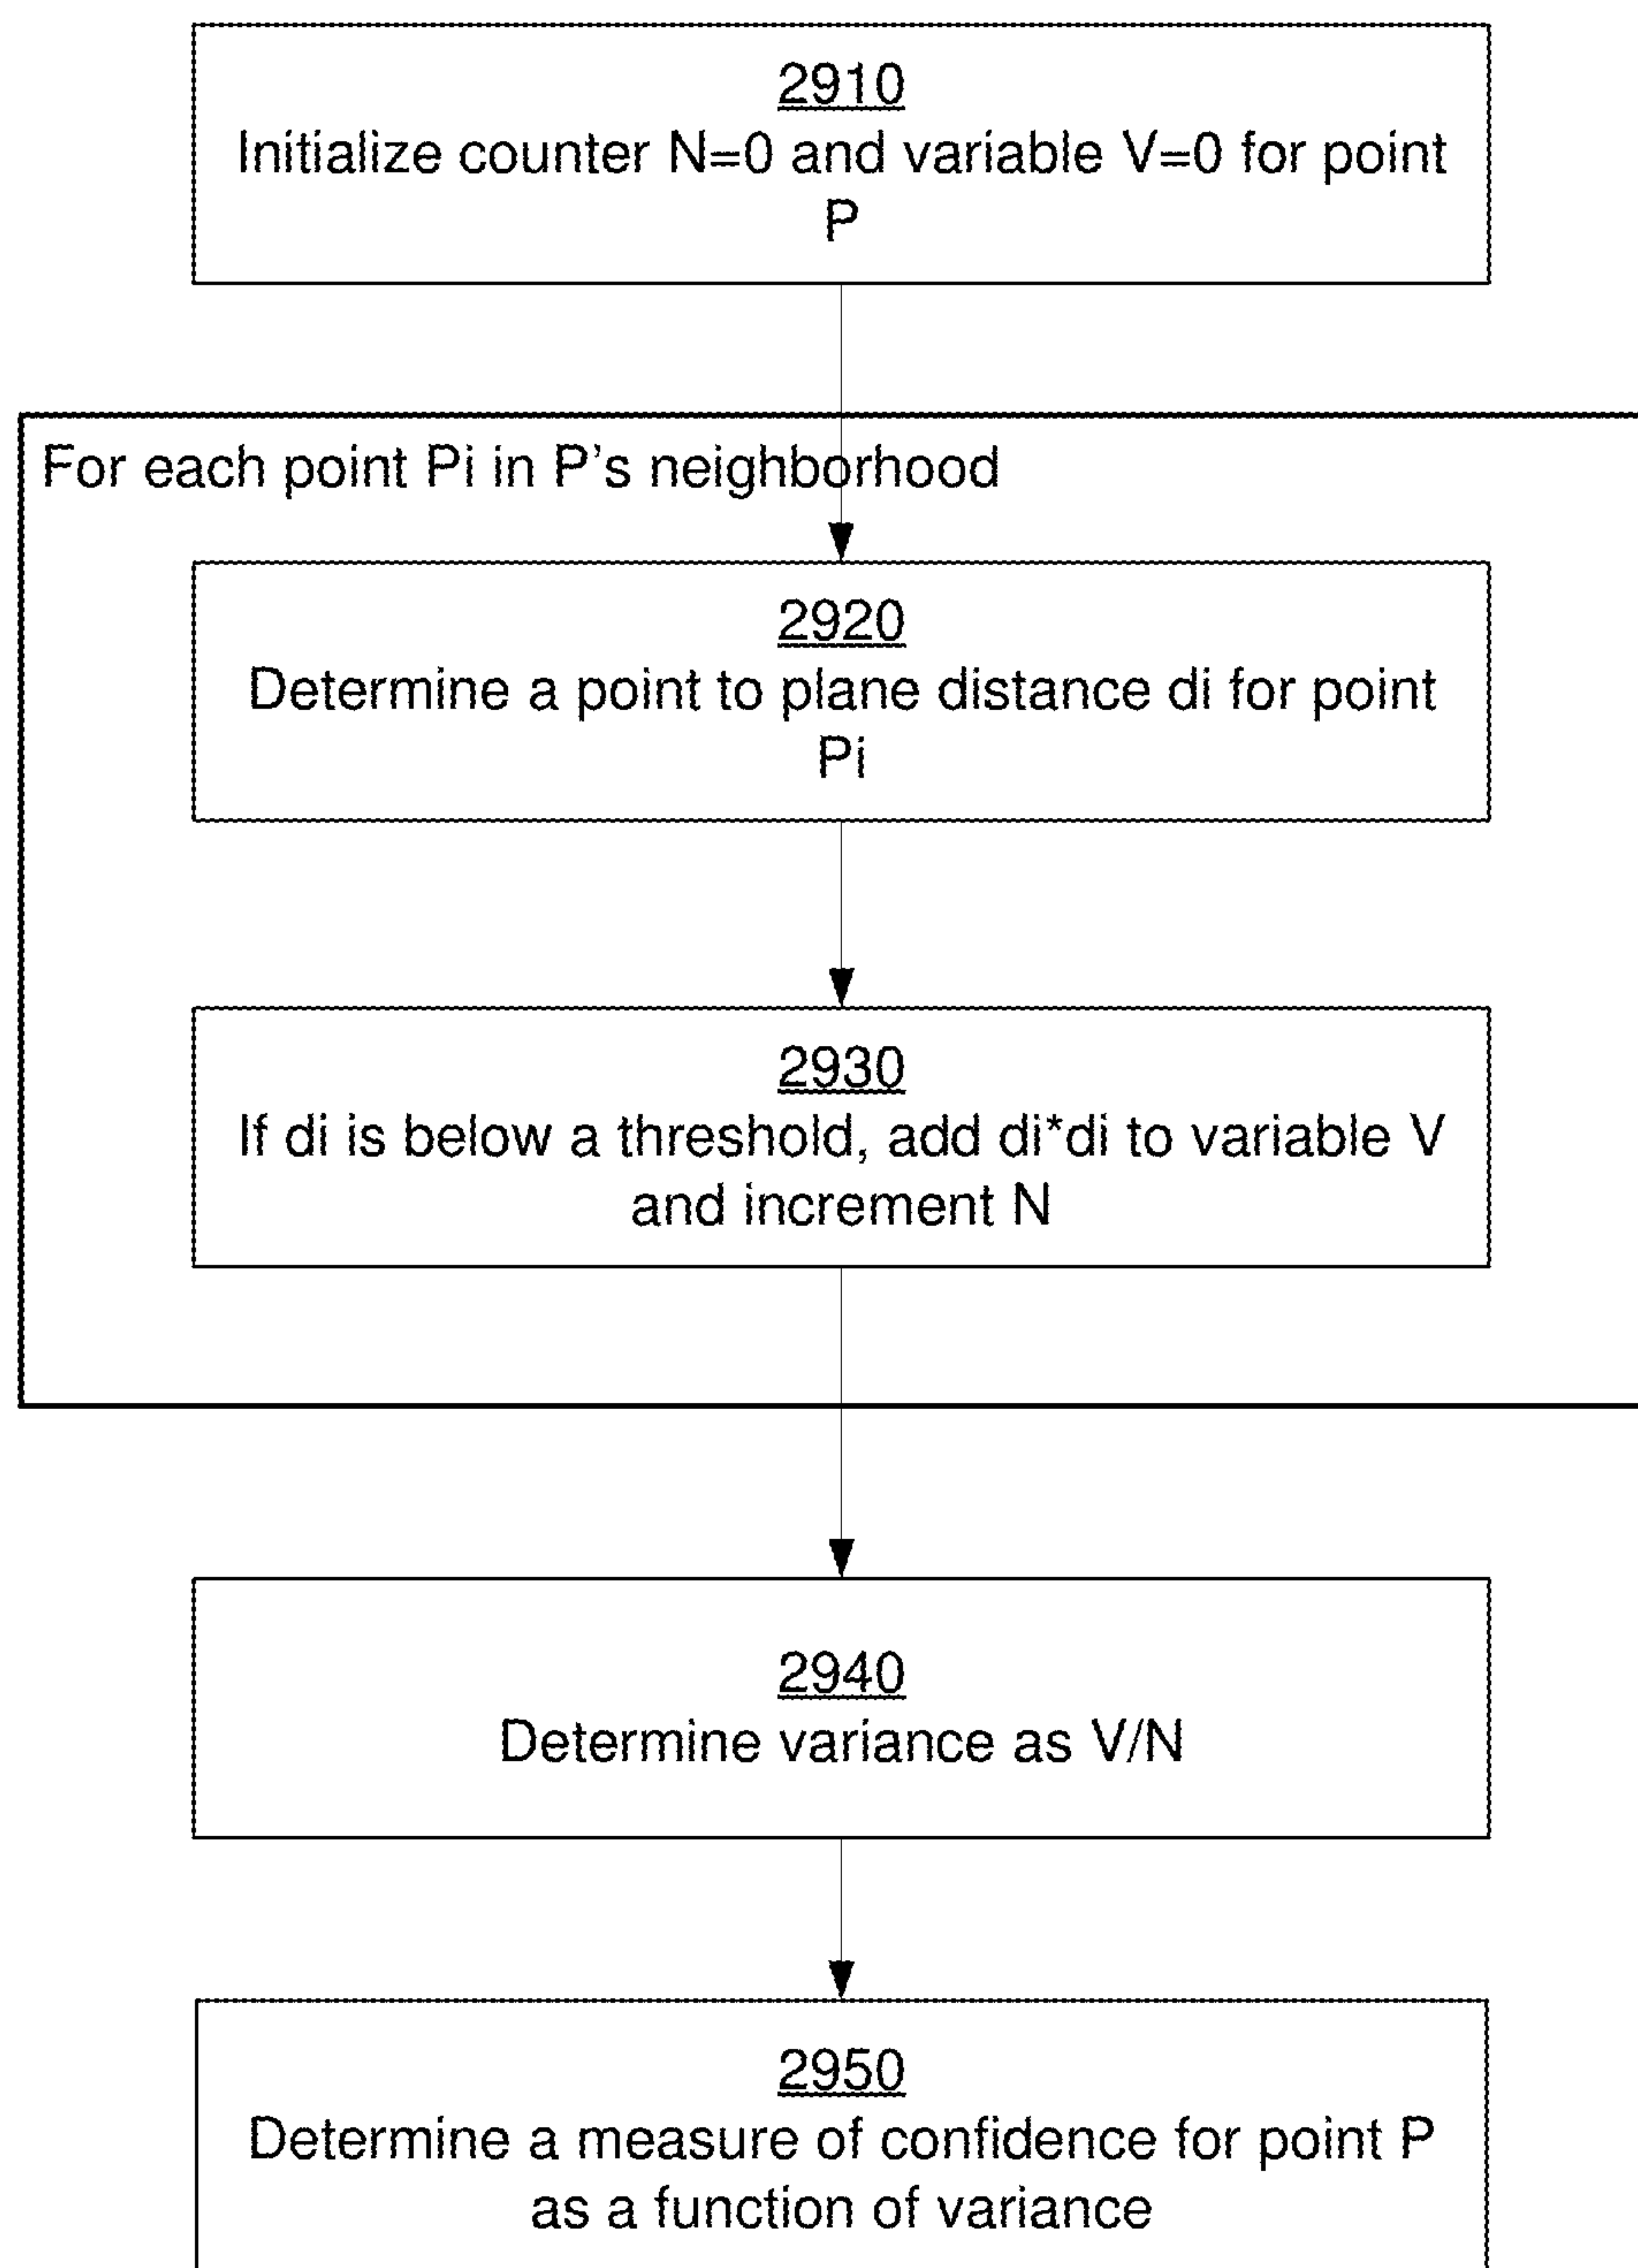 2910
Initialize counter N=0 and variable V=0 for point
P
For each point Pi in P's neighborhood
2920
Determine a point to plane distance di for point
Pi
2930
If di is below a threshold, add di*di to variable V
and increment N
2940
Determine variance as V/N
2950
Determine a measure of confidence for point P
as a function of variance